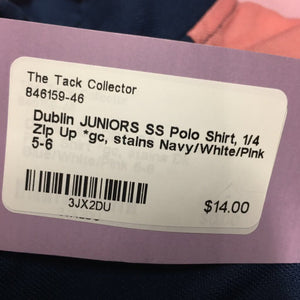 The Tack Collector
846159-46
Dublin JUNIORS SS Polo Shirt, 1/4
Zip Up *gc, stains Navy/White/Pink
5-6
3JX2DU
$14.00